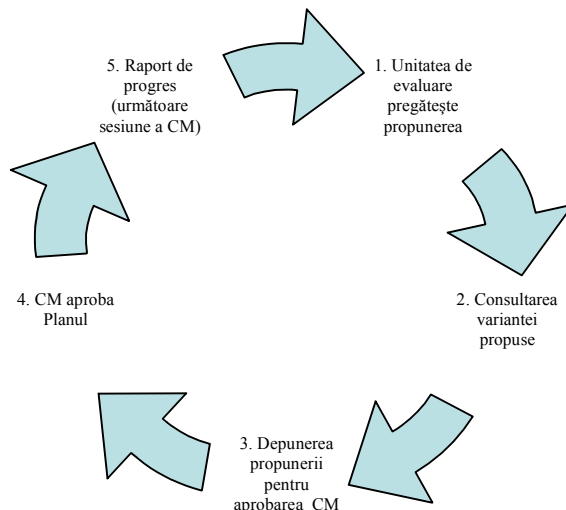 1. Unitatea de
evaluare
pregăteşte
propunerea
2. Consultarea
variantei
propuse
3. Depunerea
propunerii
pentru
aprobarea CM
4. CM aproba
Planul
5. Raport de
progres
(următoare
sesiune a CM)